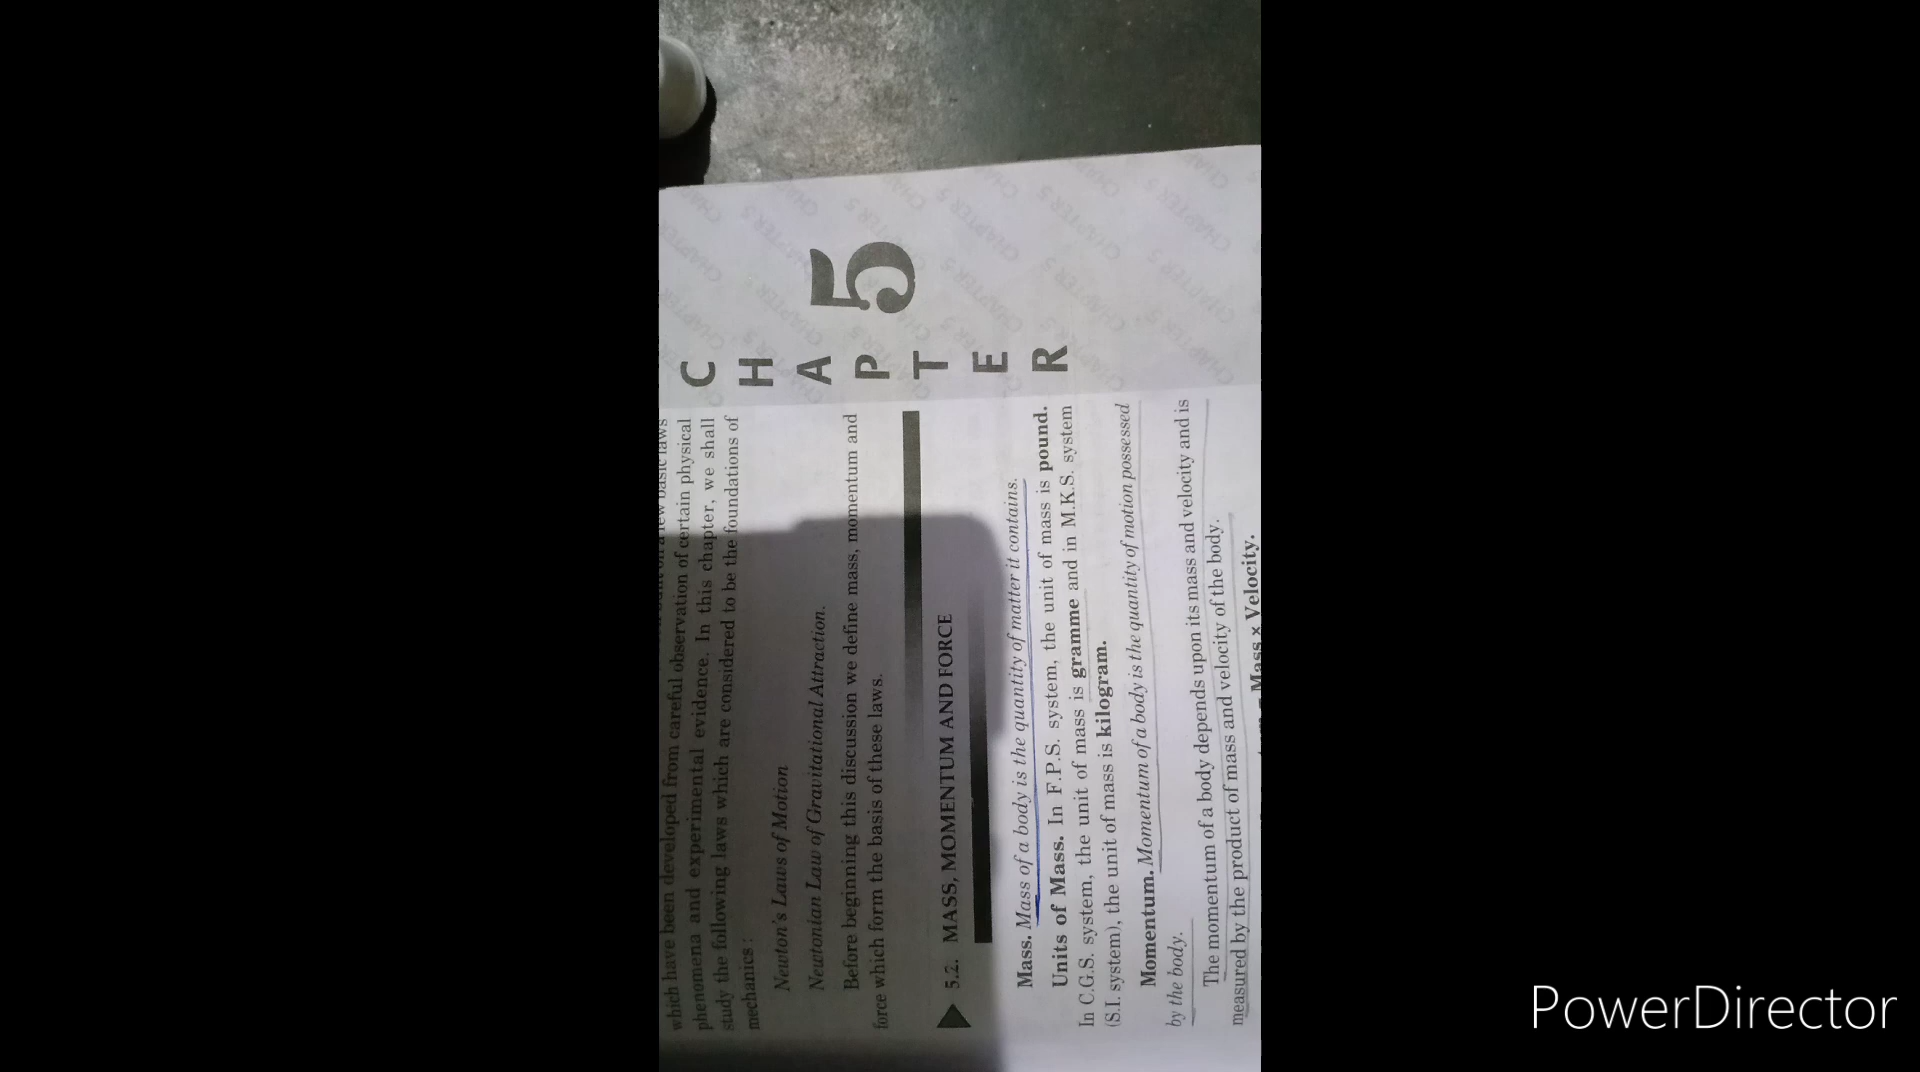 CHAPTER 5
basic laws
which have been developed from careful observation of certain physical
phenomena and experimental evidence. In this chapter, we shall
study the following laws which are considered to be the foundations of
mechanics :
Newton's Laws of Motion
Newtonian Law of Gravitational Attraction.
Before beginning this discussion we define mass, momentum and
force which form the basis of these laws.
5.2. MASS, MOMENTUM AND FORCE
Mass. Mass of a body is the quantity of matter it contains.
Units of Mass. In F.P.S. system, the unit of mass is pound.
In C.G.S. system, the unit of mass is gramme and in M.K.S. system
(S.I. system), the unit of mass is kilogram.
Momentum. Momentum of a body is the quantity of motion possessed
by the body.
The momentum of a body depends upon its mass and velocity and is
measured by the product of mass and velocity of the body.
Mass × Velocity.
PowerDirector